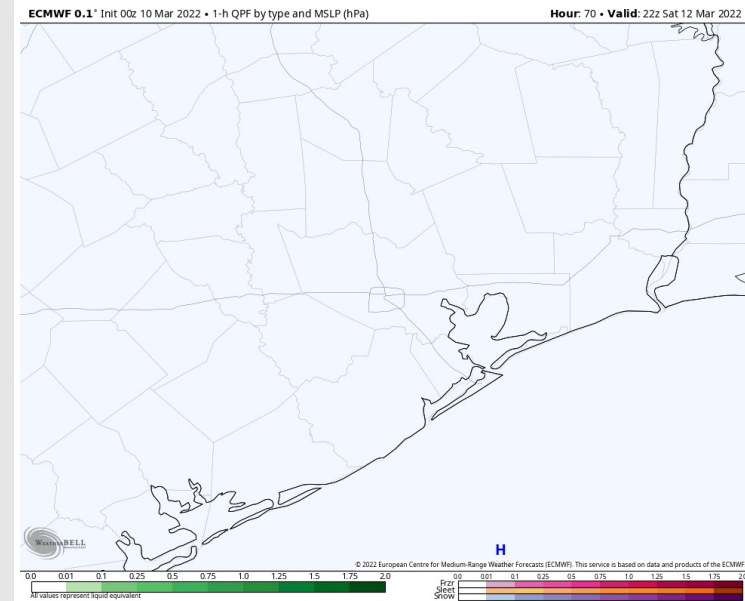 ECMWF 0.1° Init 00z 10 Mar 2022 • 1-h QPF by type and MSLP (hPa)
Hour: 70 • Valid: 22z Sat 12 Mar 2022
H
WEATHERBELL
© 2022 European Centre for Medium-Range Weather Forecasts (ECMWF). This service is based on data and products of the ECMWF
0.0 0.01 0.1 0.25 0.5 0.75 1.0 1.25 1.5 1.75 2.0
All values represent liquid equivalent
0.0 0.01 0.1 0.25 0.5 0.75 1.0 1.25 1.5 1.75 2.0
Frzr
Sleet
Snow